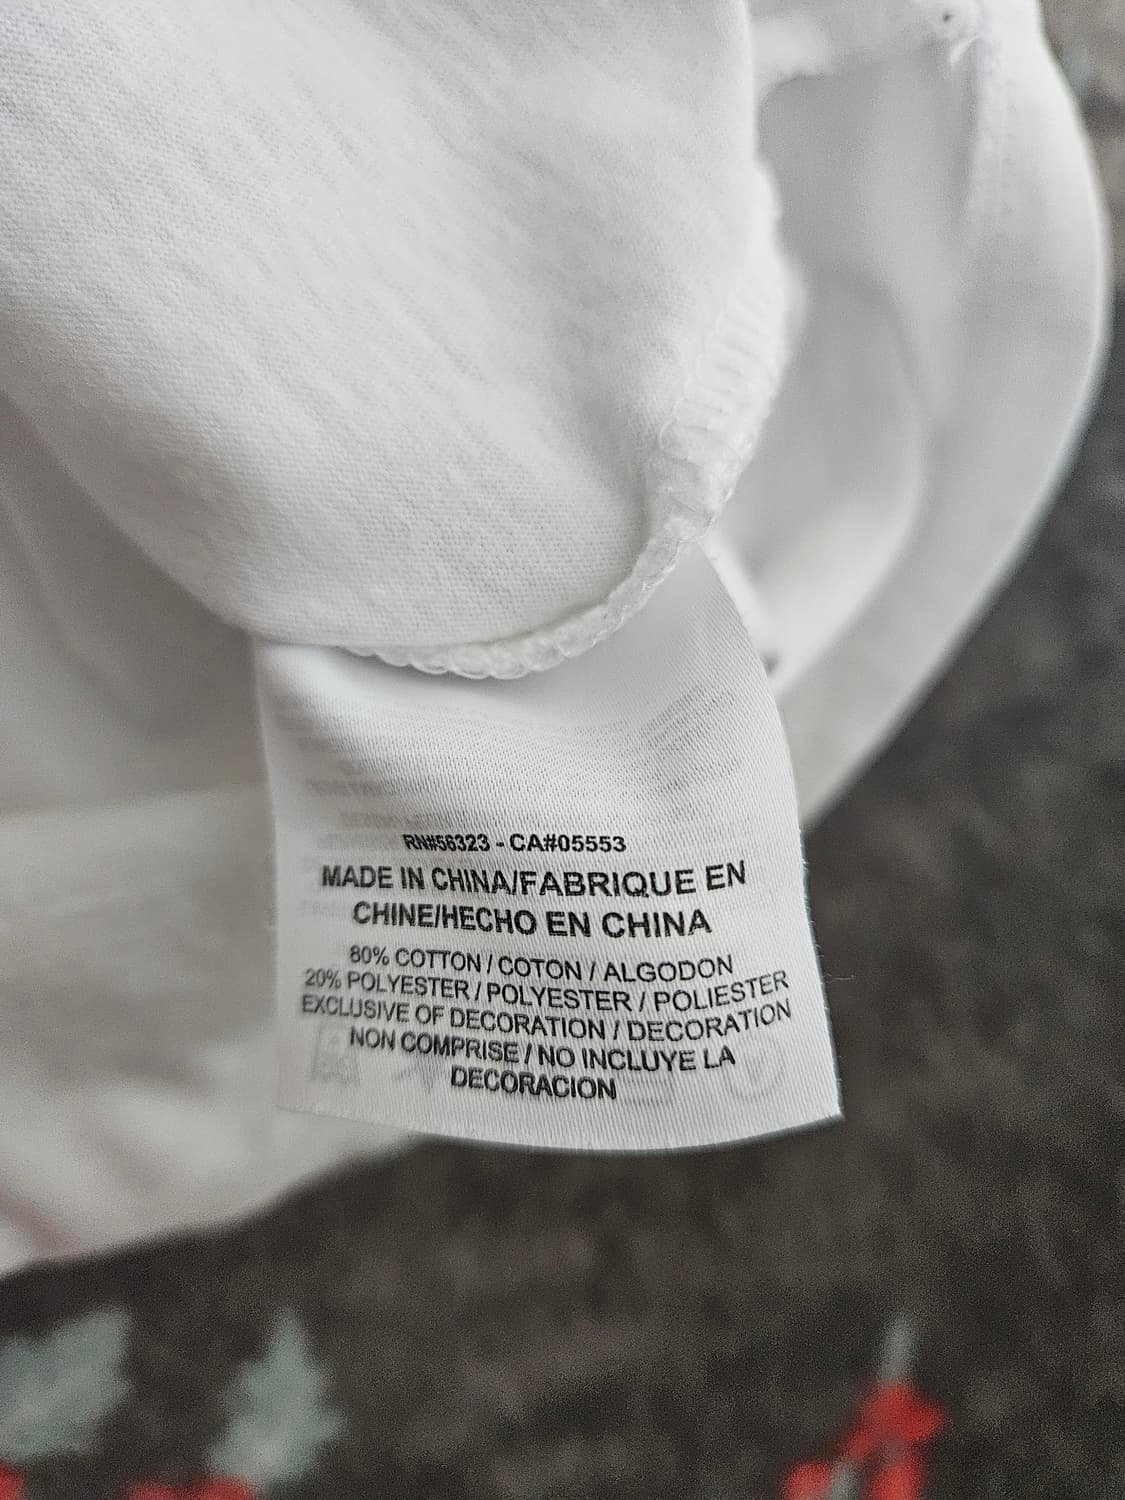 RN#56323 - CA#05553
MADE IN CHINA/FABRIQUE EN
CHINE/HECHO EN CHINA
80% COTTON / COTON / ALGODON
20% POLYESTER / POLYESTER / POLIESTER
EXCLUSIVE OF DECORATION / DECORATION
NON COMPRISE / NO INCLUYE LA
DECORACION